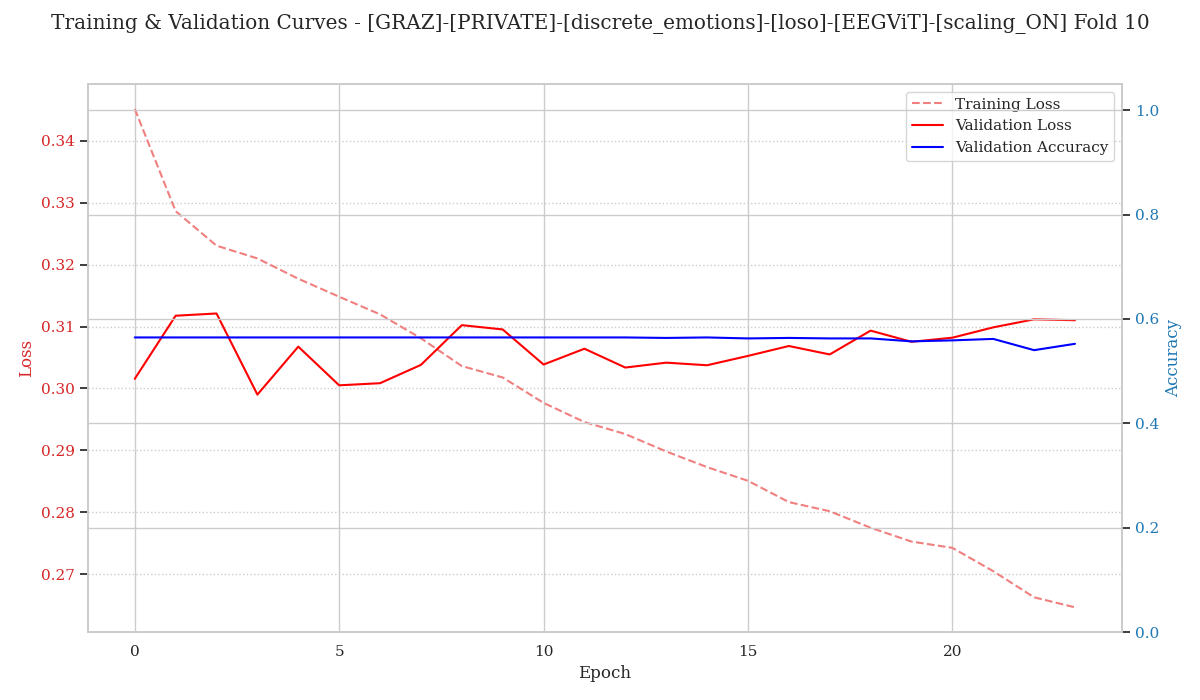 Training & Validation Curves - [GRAZ]-[PRIVATE]-[discrete_emotions]-[loso]-[EEGViT]-[scaling_ON] Fold 10
Training Loss
Validation Loss
Validation Accuracy
Loss
0.34
0.33
0.32
0.31
0.30
0.29
0.28
0.27
1.0
0.8
0.6
0.4
0.2
0.0
Accuracy
0 5 10 15 20
Epoch